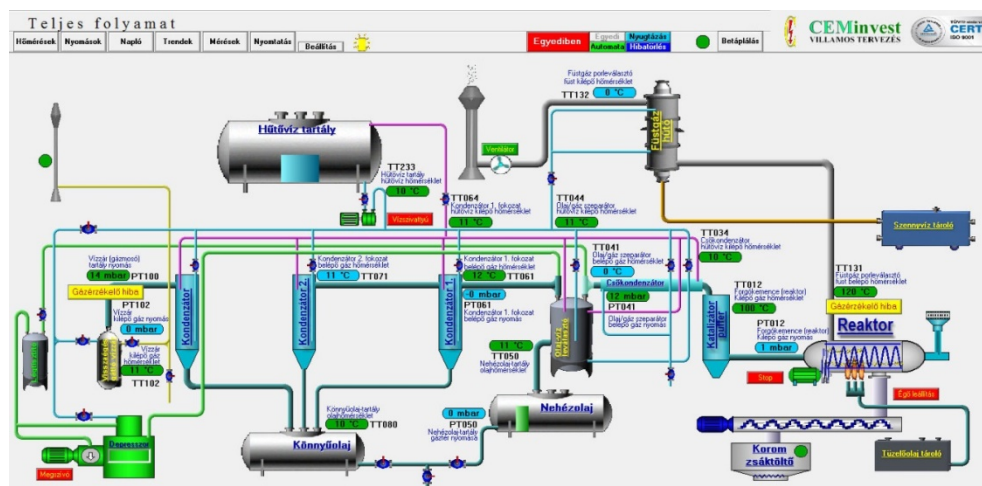 Teljes folyamat
Hőmérések
Nyomások
Napló
Trendek
Mérések
Nyomtatás
Beállítás
Egyediben
Egyedi
Automata
Nyugtázás
Hibatörlés
Betáplálás
CEMinvest
VILLAMOS TERVEZÉS
CERT
ISO 9001
Füstgáz porleválasztó
füst kilépő hőmérséklet
TT132
0 °C
Hűtővíz tartály
Ventilátor
Füstgáz
hűtő
TT233
Hűtővíz tartály
hűtővíz hőmérséklet
10 °C
Vízszivattyú
TT064
Kondenzátor 1. fokozat
hűtővíz kilépő hőmérséklet
11 °C
TT044
Olaj/gáz szeparátor
hűtővíz kilépő hőmérséklet
11 °C
Szennyvíz tároló
TT034
Csőkondenzátor
hűtővíz kilépő hőmérséklet
10 °C
Vízzár (gázmosó)
tartály nyomás
14 mbar
PT100
Gázérzékelő hiba
PT102
Vízzár
kilépő gáz nyomás
0 mbar
Vízzár
kilépő gáz
hőmérséklet
11 °C
TT102
Kondenzátor
Kondenzátor 2. fokozat
belépő gáz hőmérséklet
11 °C
TT071
Kondenzátor 2.
Kondenzátor 1. fokozat
belépő gáz hőmérséklet
12 °C
TT061
-0 mbar
PT061
Kondenzátor 1. fokozat
belépő gáz nyomás
Kondenzátor 1.
TT041
Olaj/gáz szeparátor
belépő gáz hőmérséklet
0 °C
Csőkondenzátor
12 mbar
PT041
Olaj/gáz szeparátor
belépő gáz nyomás
Olaj-víz
leválasztó
11 °C
TT050
Nehézolaj-tartály
olajhőmérséklet
Katalizátor
puffer
TT012
Forgókemence (reaktor)
Kilépő gáz hőmérséklet
100 °C
PT012
Forgókemence (reaktor)
Kilépő gáz nyomás
1 mbar
TT131
Füstgáz porleválasztó
füst belépő hőmérséklet
120 °C
Gázérzékelő hiba
Reaktor
Stop
Égő leállítás
Nehézolaj
0 mbar
PT050
Nehézolaj-tartály
gáztér nyomása
Könnyűolaj-tartály
olajhőmérséklet
10 °C
TT080
Könnyűolaj
Depresszor
Megszívó
Korom
zsáktöltő
Tüzelőolaj tároló